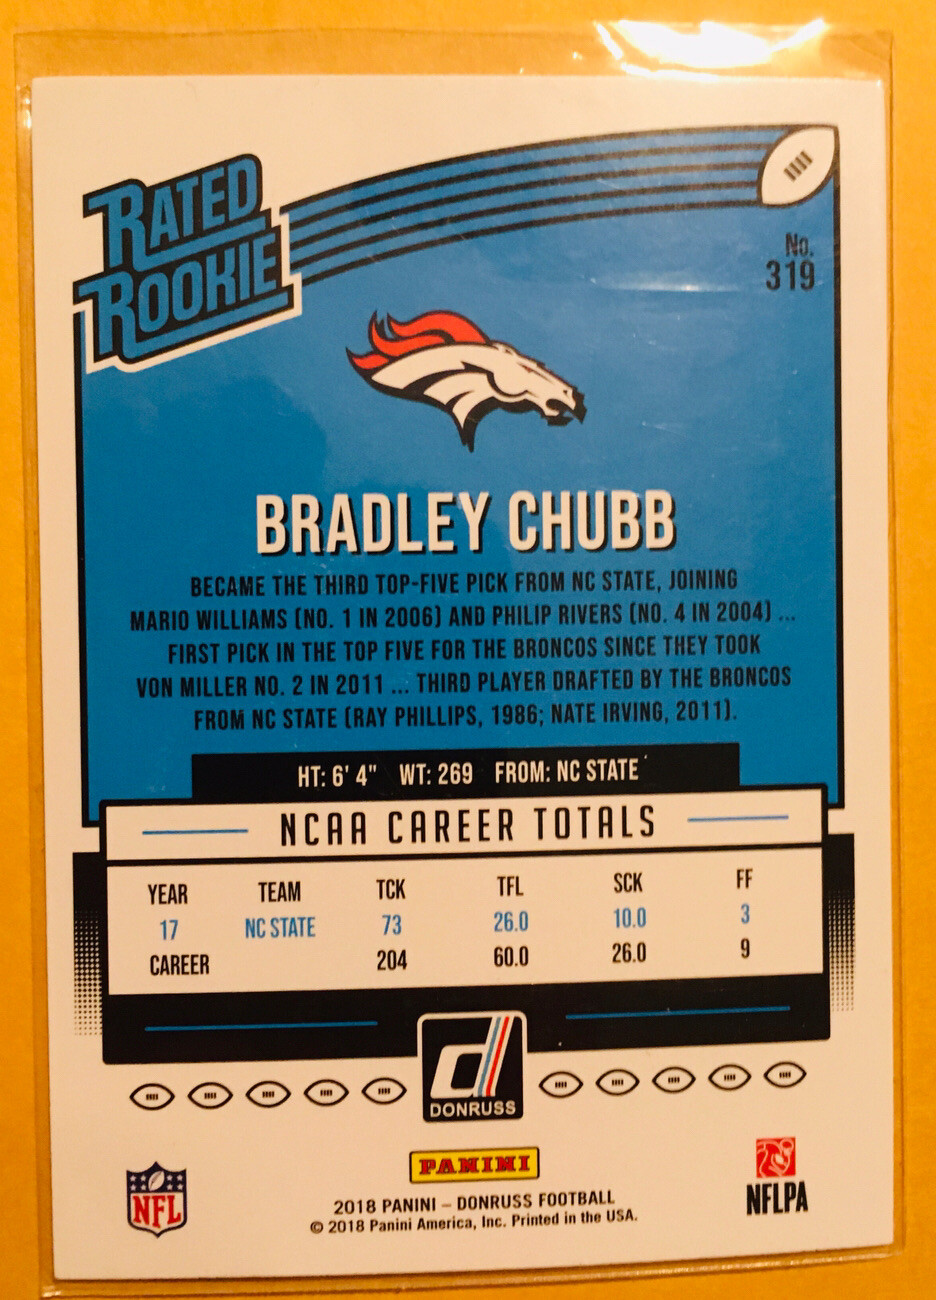 RATED
ROOKIE
No.
319
BRADLEY CHUBB
BECAME THE THIRD TOP-FIVE PICK FROM NC STATE, JOINING
MARIO WILLIAMS (NO. 1 IN 2006) AND PHILIP RIVERS (NO. 4 IN 2004) ...
FIRST PICK IN THE TOP FIVE FOR THE BRONCOS SINCE THEY TOOK
VON MILLER NO. 2 IN 2011 ... THIRD PLAYER DRAFTED BY THE BRONCOS
FROM NC STATE (RAY PHILLIPS, 1986; NATE IRVING, 2011).
HT: 6' 4" WT: 269 FROM: NC STATE
NCAA CAREER TOTALS
YEAR TEAM TCK TFL SCK FF
17 NC STATE 73 26.0 10.0 3
CAREER 204 60.0 26.0 9
d
DONRUSS
PANINI
NFL
NFLPA
2018 PANINI – DONRUSS FOOTBALL
© 2018 Panini America, Inc. Printed in the USA.